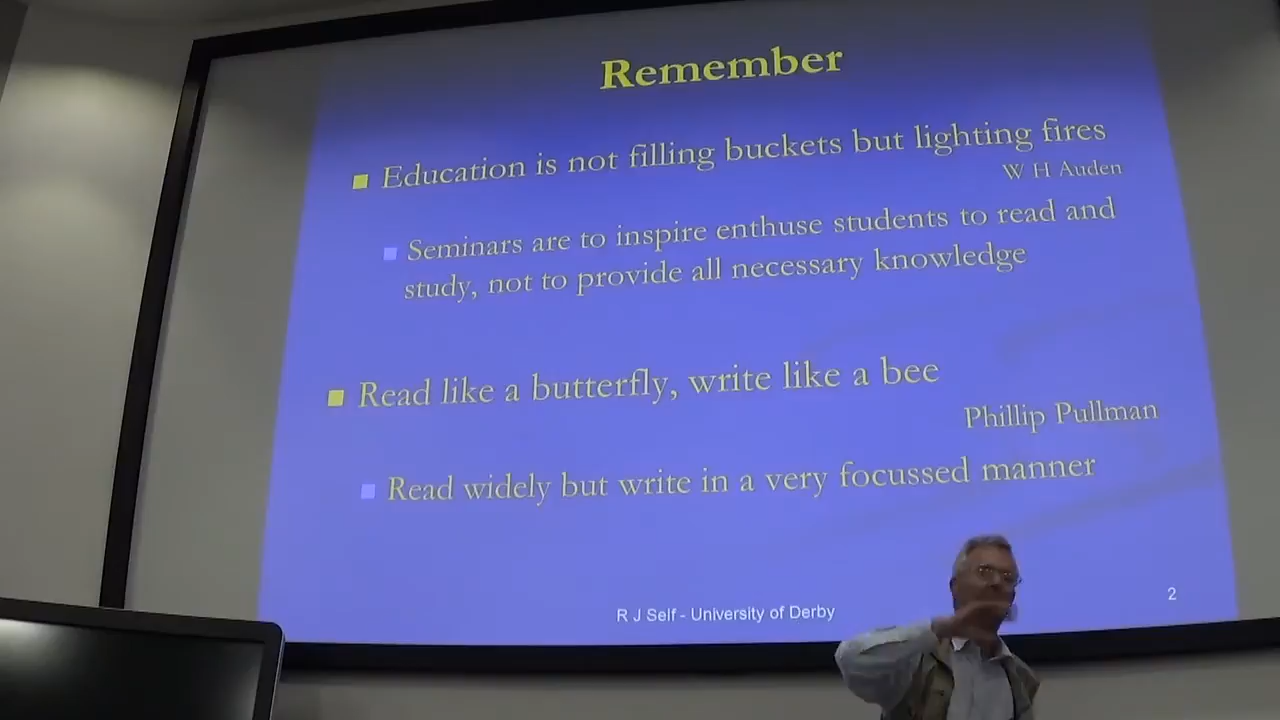 Remember
Education is not filling buckets but lighting fires
W H Auden
Seminars are to inspire enthuse students to read and
study, not to provide all necessary knowledge
Read like a butterfly, write like a bee
Phillip Pullman
Read widely but write in a very focussed manner
R J Self - University of Derby
2